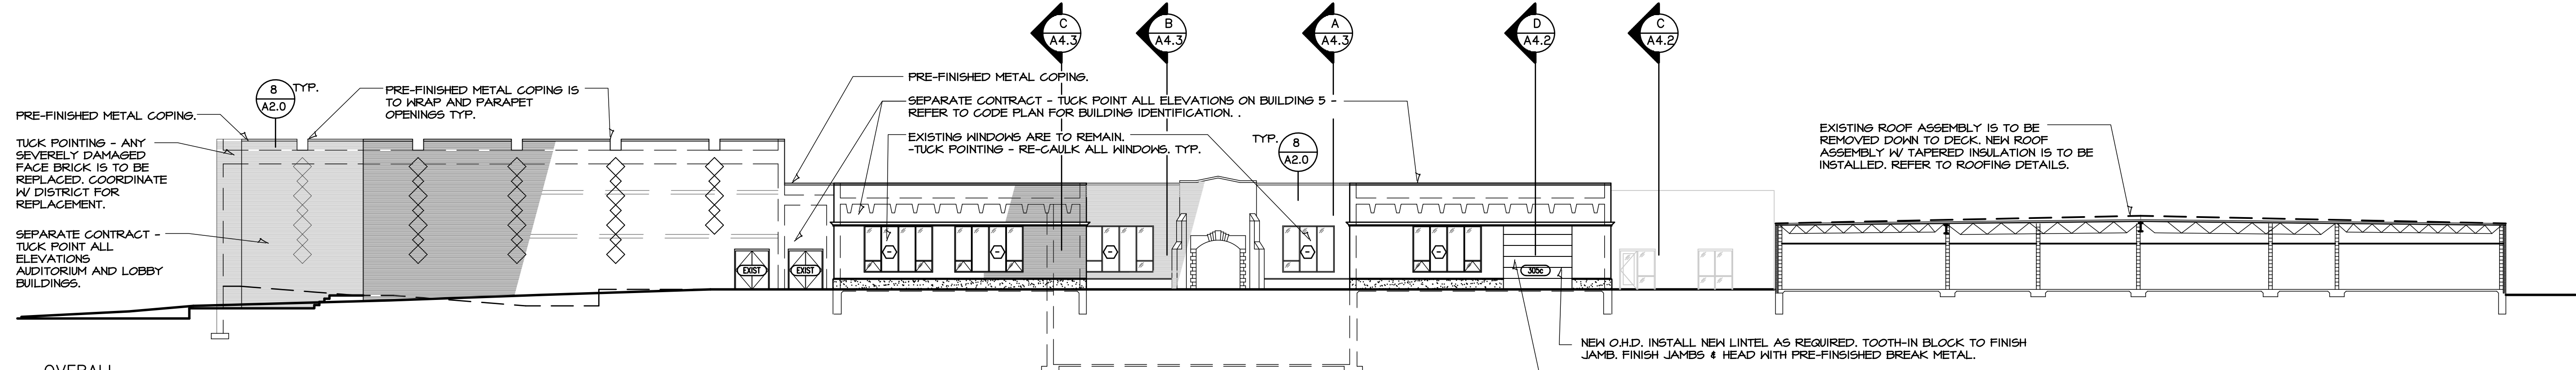 C
A4.3
B
A4.3
A
A4.3
D
A4.2
C
A4.2
8
A2.0
TYP.
PRE-FINISHED METAL COPING.
TUCK POINTING - ANY
SEVERELY DAMAGED
FACE BRICK IS TO BE
REPLACED. COORDINATE
W/ DISTRICT FOR
REPLACEMENT.
SEPARATE CONTRACT -
TUCK POINT ALL
ELEVATIONS
AUDITORIUM AND LOBBY
BUILDINGS.
PRE-FINISHED METAL COPING IS
TO WRAP AND PARAPET
OPENINGS TYP.
PRE-FINISHED METAL COPING.
SEPARATE CONTRACT - TUCK POINT ALL ELEVATIONS ON BUILDING 5 -
REFER TO CODE PLAN FOR BUILDING IDENTIFICATION. .
EXISTING WINDOWS ARE TO REMAIN.
-TUCK POINTING - RE-CAULK ALL WINDOWS. TYP.
TYP.
8
A2.0
EXISTING ROOF ASSEMBLY IS TO BE
REMOVED DOWN TO DECK. NEW ROOF
ASSEMBLY W/ TAPERED INSULATION IS TO BE
INSTALLED. REFER TO ROOFING DETAILS.
EXIST
EXIST
-
-
-
-
-
305c
NEW O.H.D. INSTALL NEW LINTEL AS REQUIRED. TOOTH-IN BLOCK TO FINISH
JAMB. FINISH JAMBS & HEAD WITH PRE-FINSISHED BREAK METAL.
OVERALL